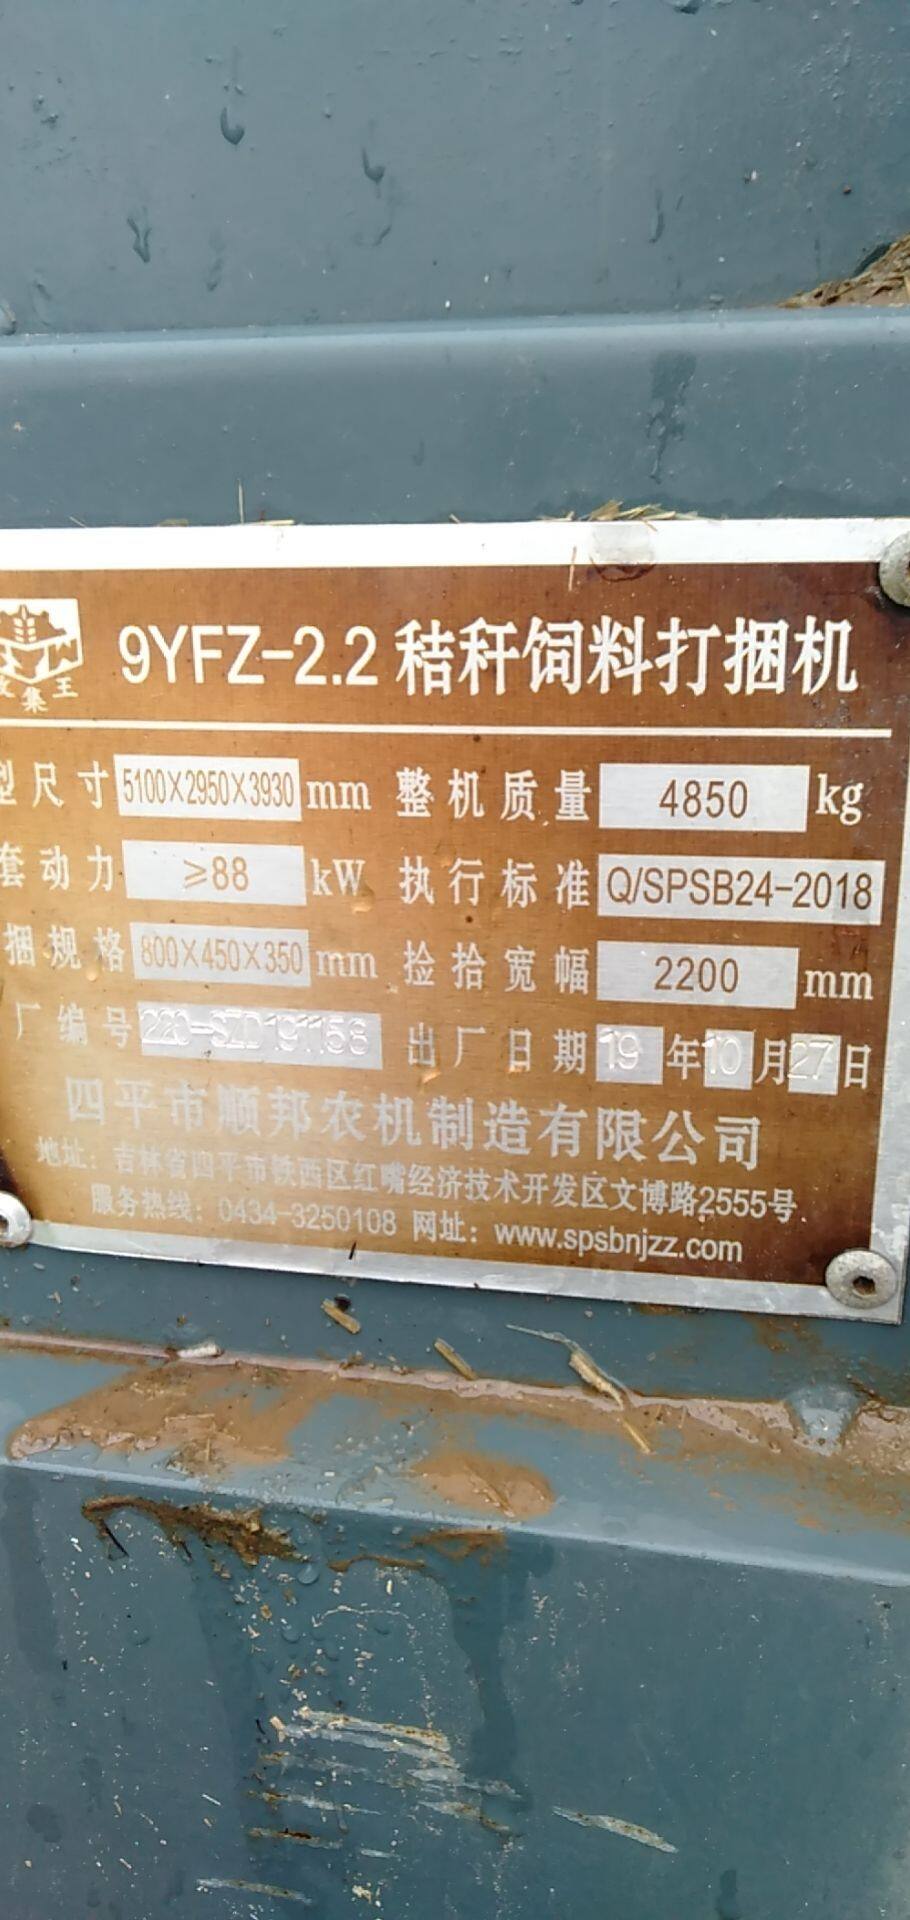 9YFZ-2.2 秸秆饲料打捆机
集王
型尺寸 5100×2950×3930 mm 整机质量 4850 kg
套动力 ≥88 kW 执行标准 Q/SPSB24-2018
捆规格 800×450×350 mm 捡拾宽幅 2200 mm
厂编号 220-SZD191156 出厂日期 19 年 10 月 27 日
四平市顺邦农机制造有限公司
地址：吉林省四平市铁西区红嘴经济技术开发区文博路2555号
服务热线：0434-3250108 网址：www.spsbnjzz.com